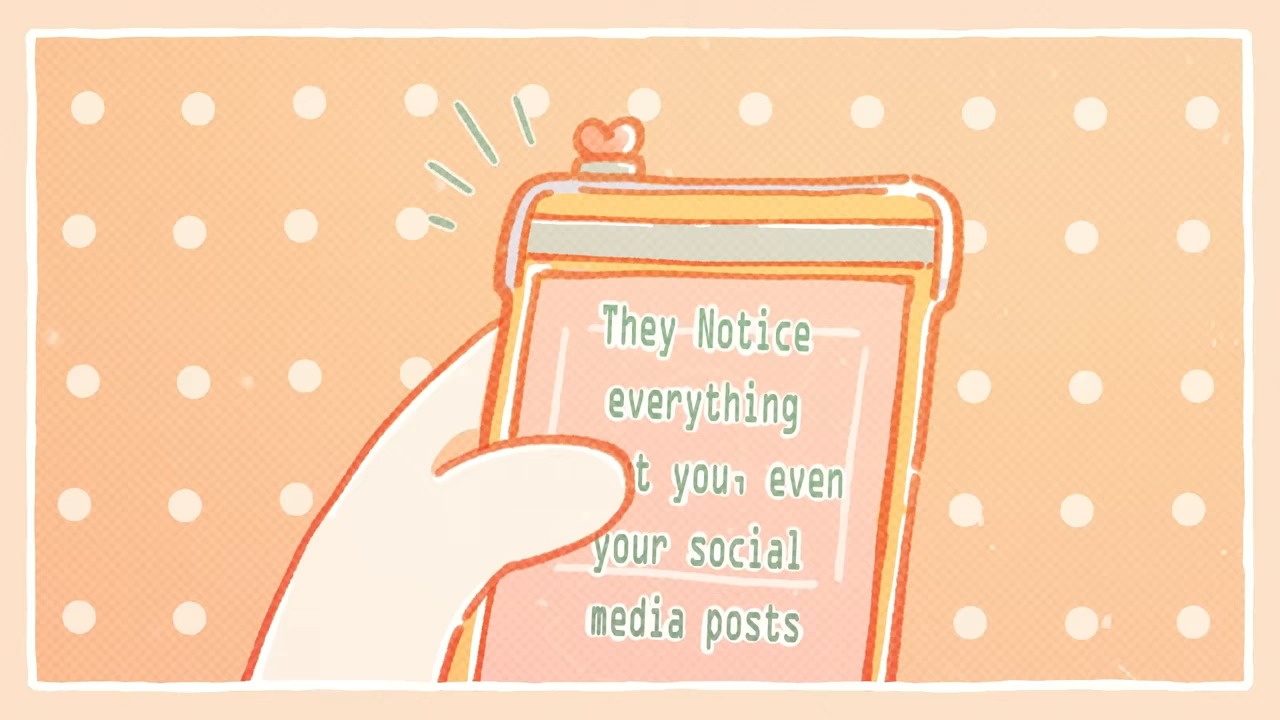 They Notice
everything
t you, even
your social
media posts